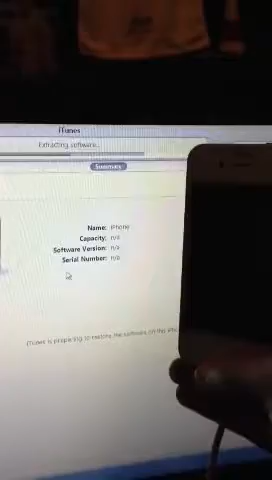 iTunes
Extracting software...
Summary
Name: iPhone
Capacity: n/a
Software Version: n/a
Serial Number: n/a
iTunes is preparing to restore the software on this